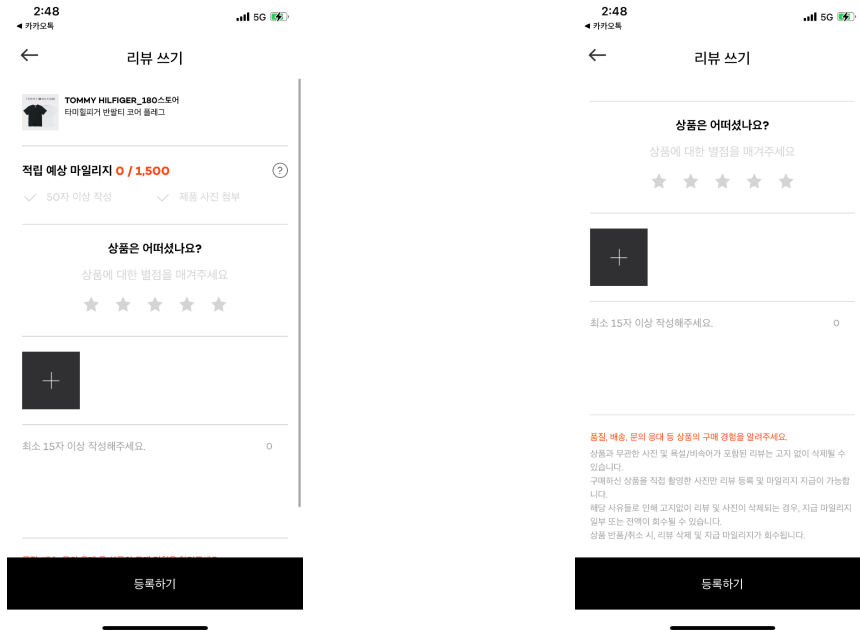 2:48
5G
카카오톡
리뷰 쓰기
TOMMY HILFIGER_180스토어
타미힐피거 반팔티 코어 플래그
적립 예상 마일리지 0 / 1,500
?
50자 이상 작성
제품 사진 첨부
상품은 어떠셨나요?
상품에 대한 별점을 매겨주세요
최소 15자 이상 작성해주세요.
0
등록하기
2:48
5G
카카오톡
리뷰 쓰기
상품은 어떠셨나요?
상품에 대한 별점을 매겨주세요
최소 15자 이상 작성해주세요.
0
품질, 배송, 문의 응대 등 상품의 구매 경험을 알려주세요.
상품과 무관한 사진 및 욕설/비속어가 포함된 리뷰는 고지 없이 삭제될 수
있습니다.
구매하신 상품을 직접 촬영한 사진만 리뷰 등록 및 마일리지 지급이 가능합
니다.
해당 사유들로 인해 고지없이 리뷰 및 사진이 삭제되는 경우, 지급 마일리지
일부 또는 전액이 회수될 수 있습니다.
상품 반품/취소 시, 리뷰 삭제 및 지급 마일리지가 회수됩니다.
등록하기